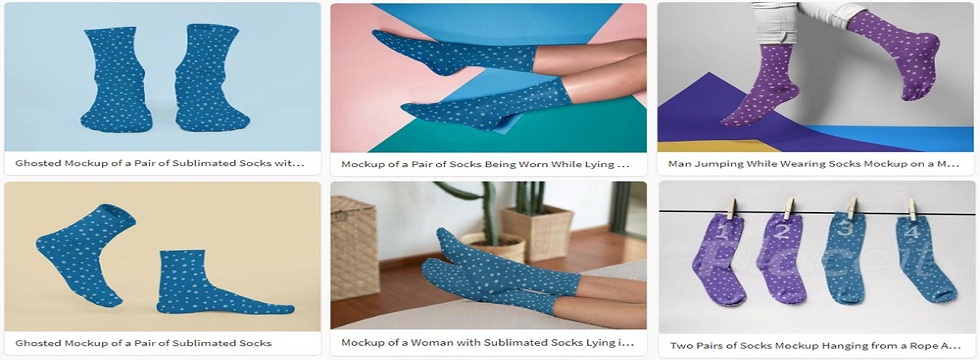 Ghosted Mockup of a Pair of Sublimated Socks wit...
Mockup of a Pair of Socks Being Worn While Lying ...
Man Jumping While Wearing Socks Mockup on a M...
1 2 3 4
Placeit
Ghosted Mockup of a Pair of Sublimated Socks
Mockup of a Woman with Sublimated Socks Lying i...
Two Pairs of Socks Mockup Hanging from a Rope A...